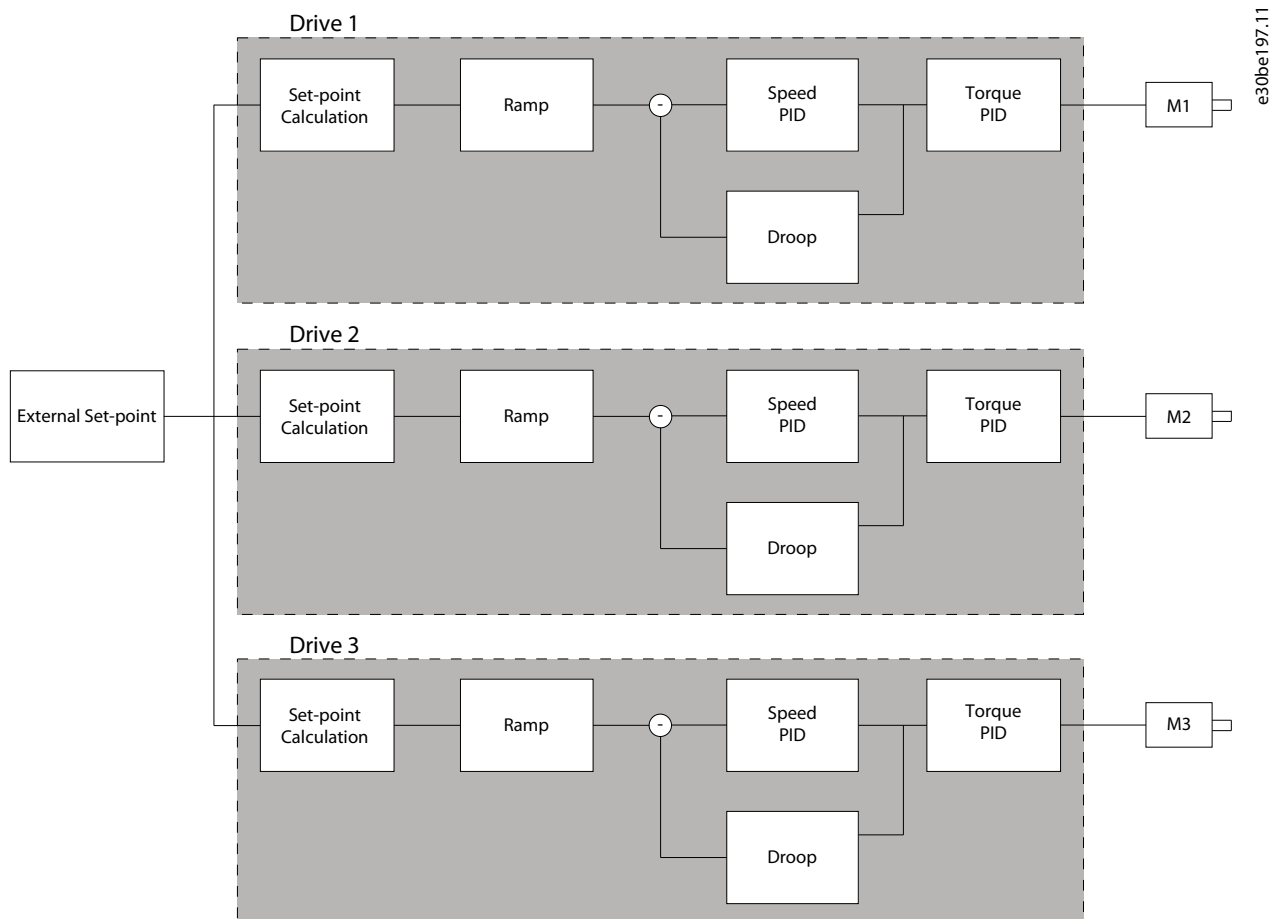 Drive 1
Set-point
Calculation
Ramp
-
Speed
PID
Torque
PID
M1
Droop
e30be197.11
Drive 2
External Set-point
Set-point
Calculation
Ramp
-
Speed
PID
Torque
PID
M2
Droop
Drive 3
Set-point
Calculation
Ramp
-
Speed
PID
Torque
PID
M3
Droop